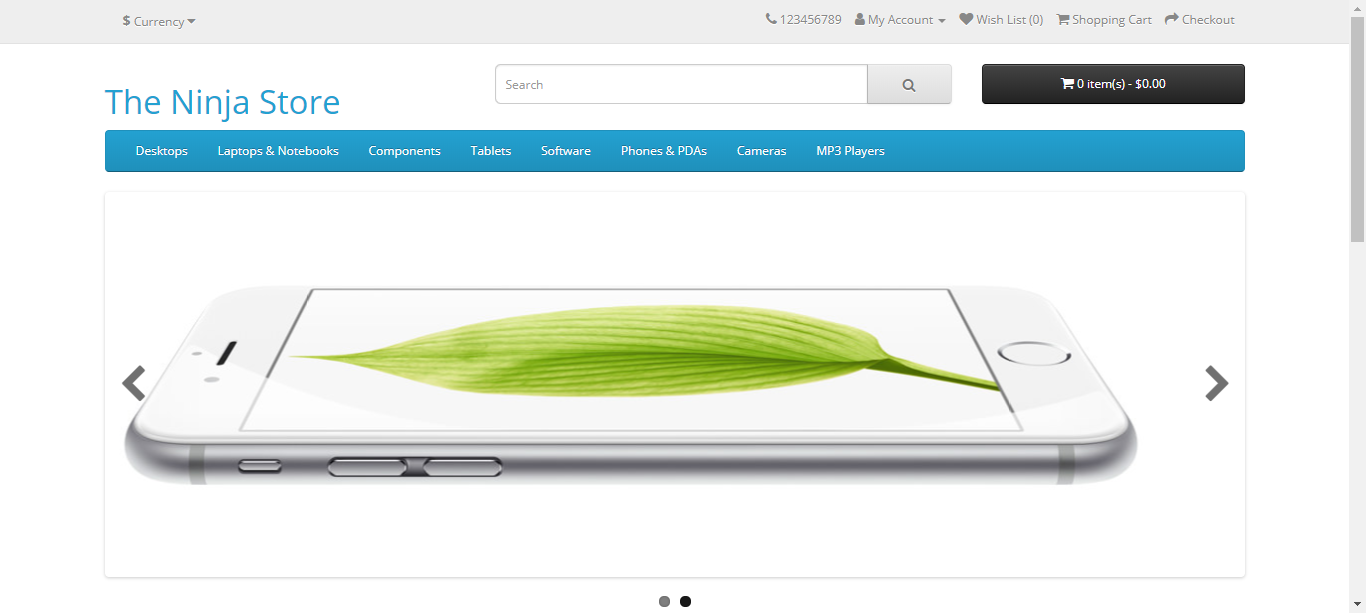 $ Currency
123456789 My Account Wish List (0) Shopping Cart Checkout
The Ninja Store
Search
0 item(s) - $0.00
Desktops Laptops & Notebooks Components Tablets Software Phones & PDAs Cameras MP3 Players